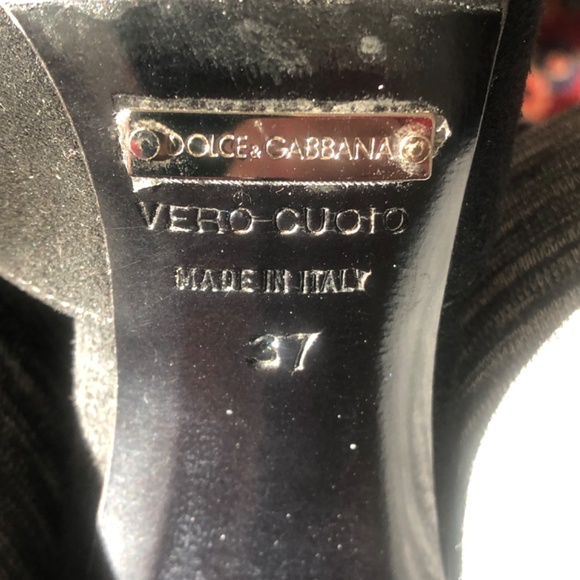 DOLCE & GABBANA
VERO CUOIO
MADE IN ITALY
37